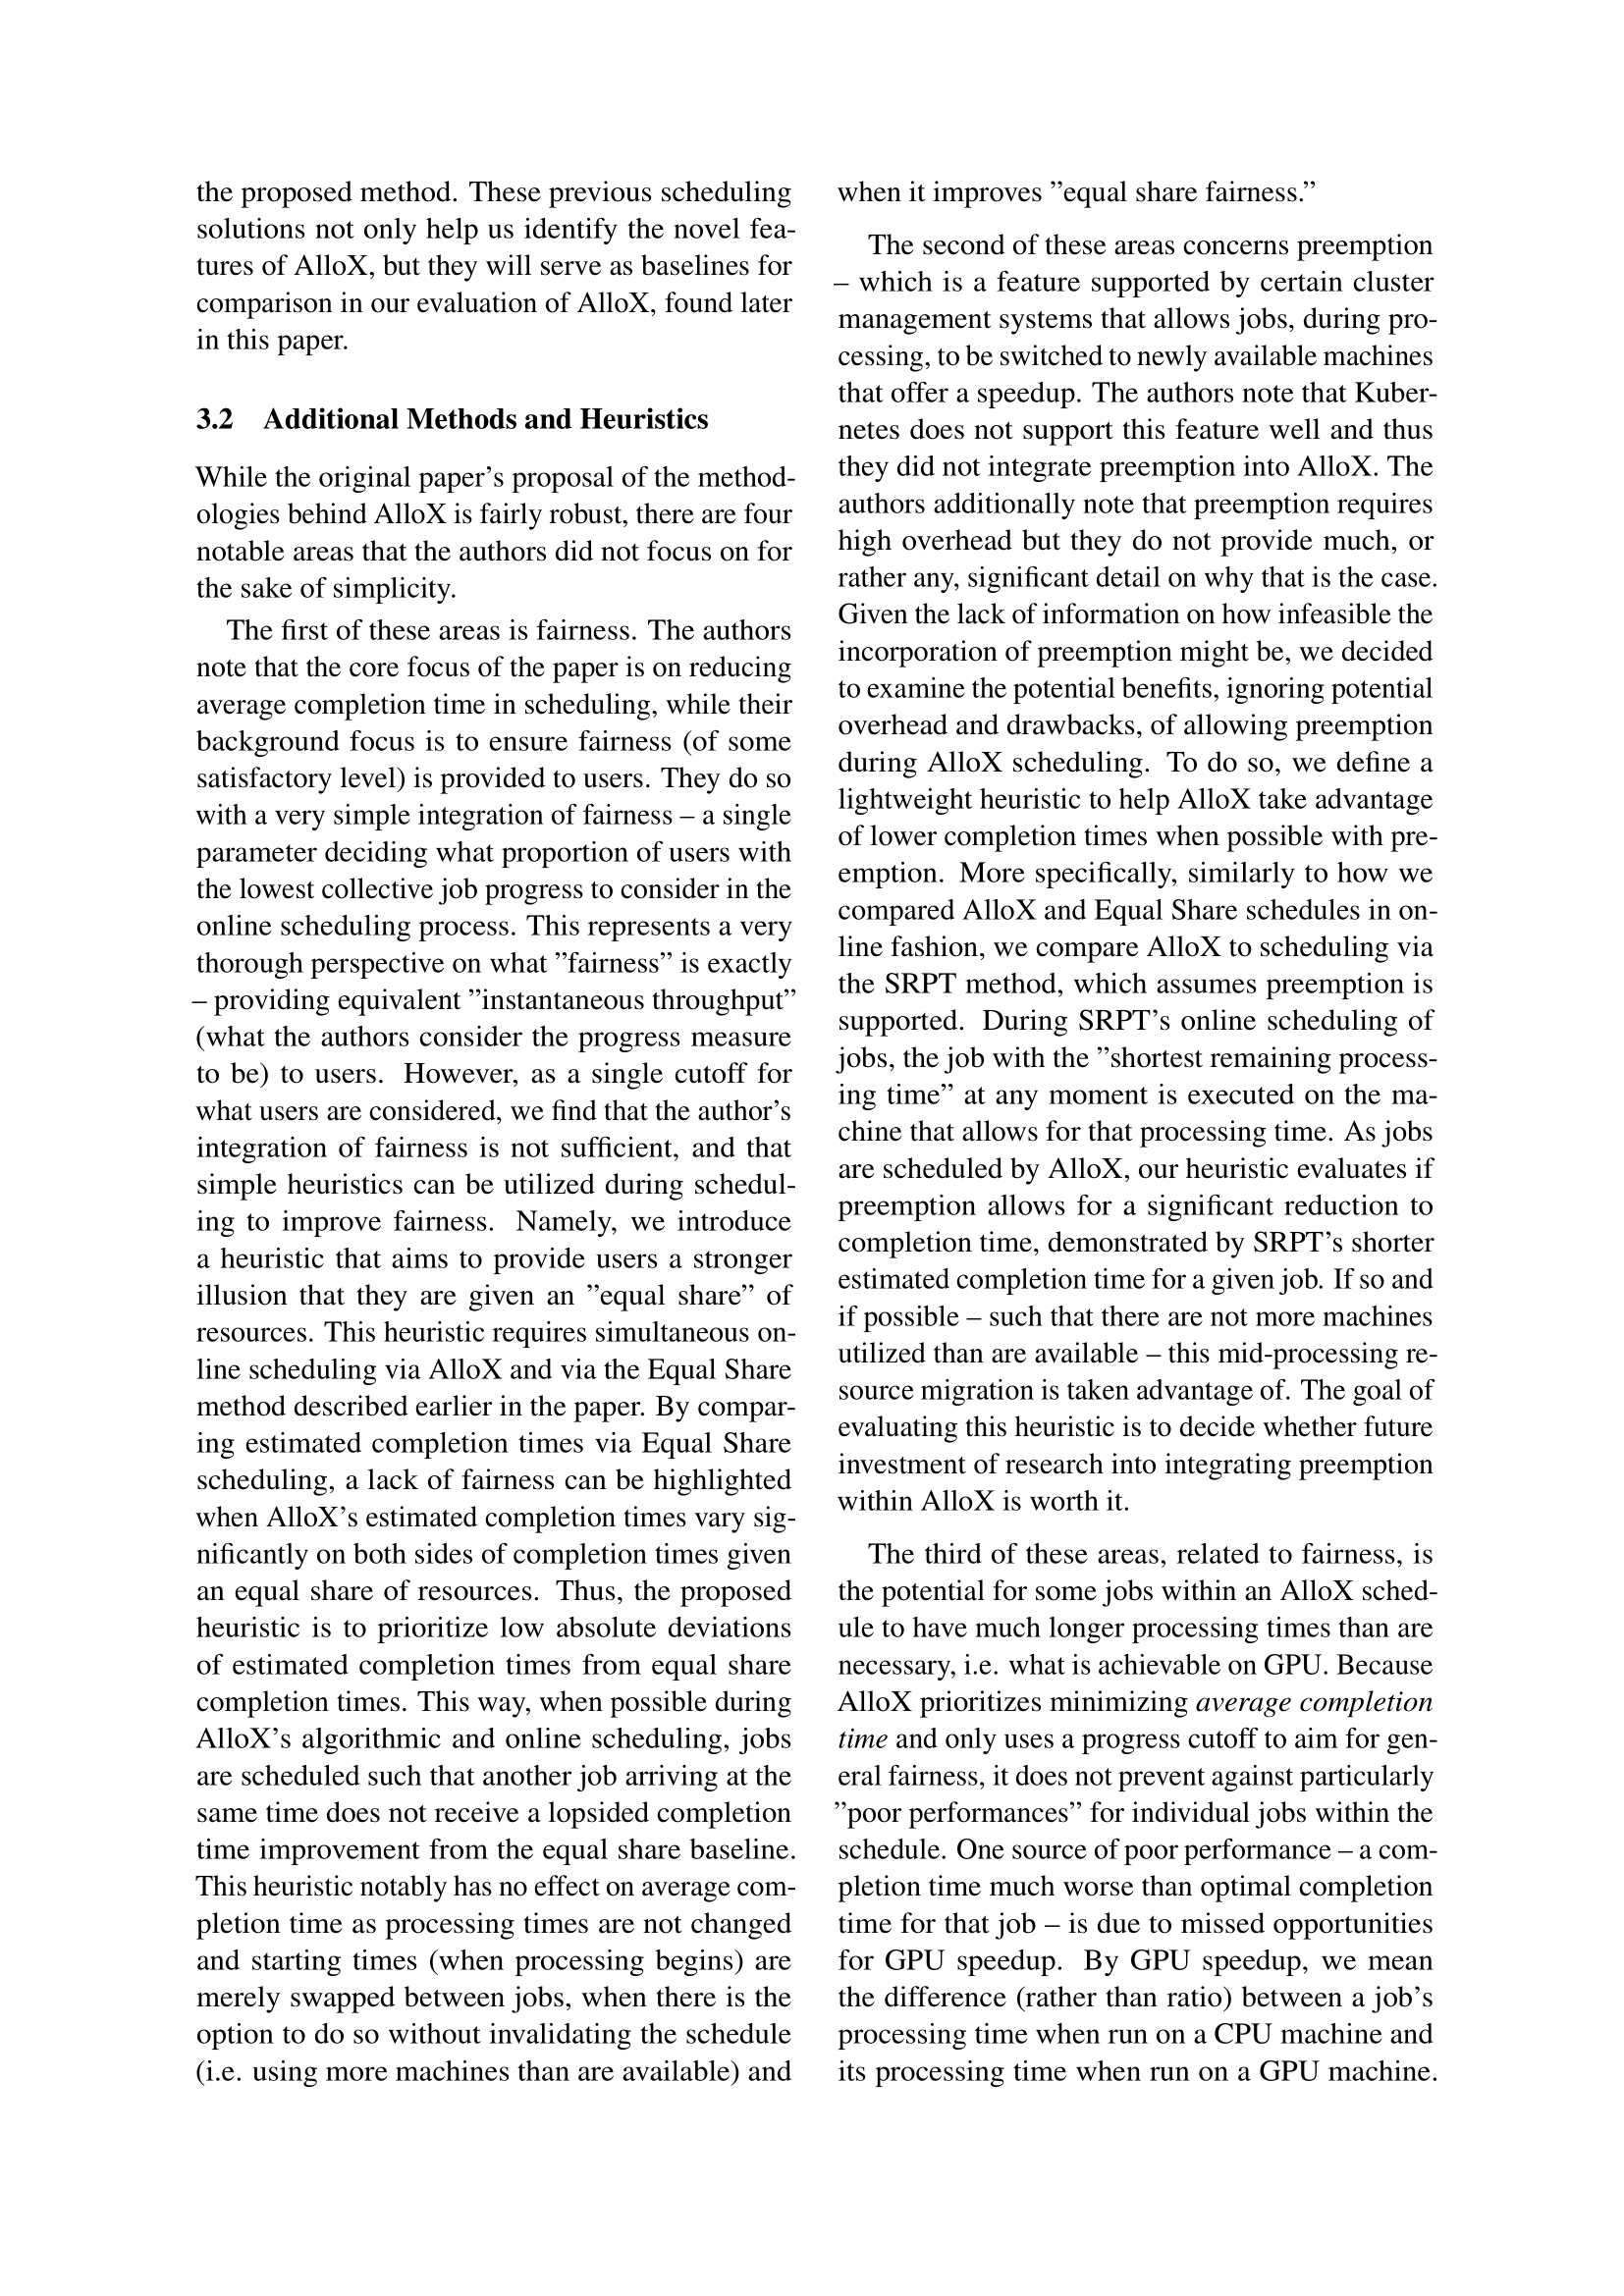 the proposed method. These previous scheduling
solutions not only help us identify the novel fea-
tures of AlloX, but they will serve as baselines for
comparison in our evaluation of AlloX, found later
in this paper.
3.2 Additional Methods and Heuristics
While the original paper's proposal of the method-
ologies behind AlloX is fairly robust, there are four
notable areas that the authors did not focus on for
the sake of simplicity.
The first of these areas is fairness. The authors
note that the core focus of the paper is on reducing
average completion time in scheduling, while their
background focus is to ensure fairness (of some
satisfactory level) is provided to users. They do so
with a very simple integration of fairness – a single
parameter deciding what proportion of users with
the lowest collective job progress to consider in the
online scheduling process. This represents a very
thorough perspective on what ”fairness” is exactly
– providing equivalent ”instantaneous throughput”
(what the authors consider the progress measure
to be) to users. However, as a single cutoff for
what users are considered, we find that the author's
integration of fairness is not sufficient, and that
simple heuristics can be utilized during schedul-
ing to improve fairness. Namely, we introduce
a heuristic that aims to provide users a stronger
illusion that they are given an ”equal share” of
resources. This heuristic requires simultaneous on-
line scheduling via AlloX and via the Equal Share
method described earlier in the paper. By compar-
ing estimated completion times via Equal Share
scheduling, a lack of fairness can be highlighted
when AlloX's estimated completion times vary sig-
nificantly on both sides of completion times given
an equal share of resources. Thus, the proposed
heuristic is to prioritize low absolute deviations
of estimated completion times from equal share
completion times. This way, when possible during
AlloX's algorithmic and online scheduling, jobs
are scheduled such that another job arriving at the
same time does not receive a lopsided completion
time improvement from the equal share baseline.
This heuristic notably has no effect on average com-
pletion time as processing times are not changed
and starting times (when processing begins) are
merely swapped between jobs, when there is the
option to do so without invalidating the schedule
(i.e. using more machines than are available) and
when it improves ”equal share fairness.”
The second of these areas concerns preemption
– which is a feature supported by certain cluster
management systems that allows jobs, during pro-
cessing, to be switched to newly available machines
that offer a speedup. The authors note that Kuber-
netes does not support this feature well and thus
they did not integrate preemption into AlloX. The
authors additionally note that preemption requires
high overhead but they do not provide much, or
rather any, significant detail on why that is the case.
Given the lack of information on how infeasible the
incorporation of preemption might be, we decided
to examine the potential benefits, ignoring potential
overhead and drawbacks, of allowing preemption
during AlloX scheduling. To do so, we define a
lightweight heuristic to help AlloX take advantage
of lower completion times when possible with pre-
emption. More specifically, similarly to how we
compared AlloX and Equal Share schedules in on-
line fashion, we compare AlloX to scheduling via
the SRPT method, which assumes preemption is
supported. During SRPT's online scheduling of
jobs, the job with the ”shortest remaining process-
ing time” at any moment is executed on the ma-
chine that allows for that processing time. As jobs
are scheduled by AlloX, our heuristic evaluates if
preemption allows for a significant reduction to
completion time, demonstrated by SRPT's shorter
estimated completion time for a given job. If so and
if possible – such that there are not more machines
utilized than are available – this mid-processing re-
source migration is taken advantage of. The goal of
evaluating this heuristic is to decide whether future
investment of research into integrating preemption
within AlloX is worth it.
The third of these areas, related to fairness, is
the potential for some jobs within an AlloX sched-
ule to have much longer processing times than are
necessary, i.e. what is achievable on GPU. Because
AlloX prioritizes minimizing average completion
time and only uses a progress cutoff to aim for gen-
eral fairness, it does not prevent against particularly
”poor performances” for individual jobs within the
schedule. One source of poor performance – a com-
pletion time much worse than optimal completion
time for that job – is due to missed opportunities
for GPU speedup. By GPU speedup, we mean
the difference (rather than ratio) between a job's
processing time when run on a CPU machine and
its processing time when run on a GPU machine.